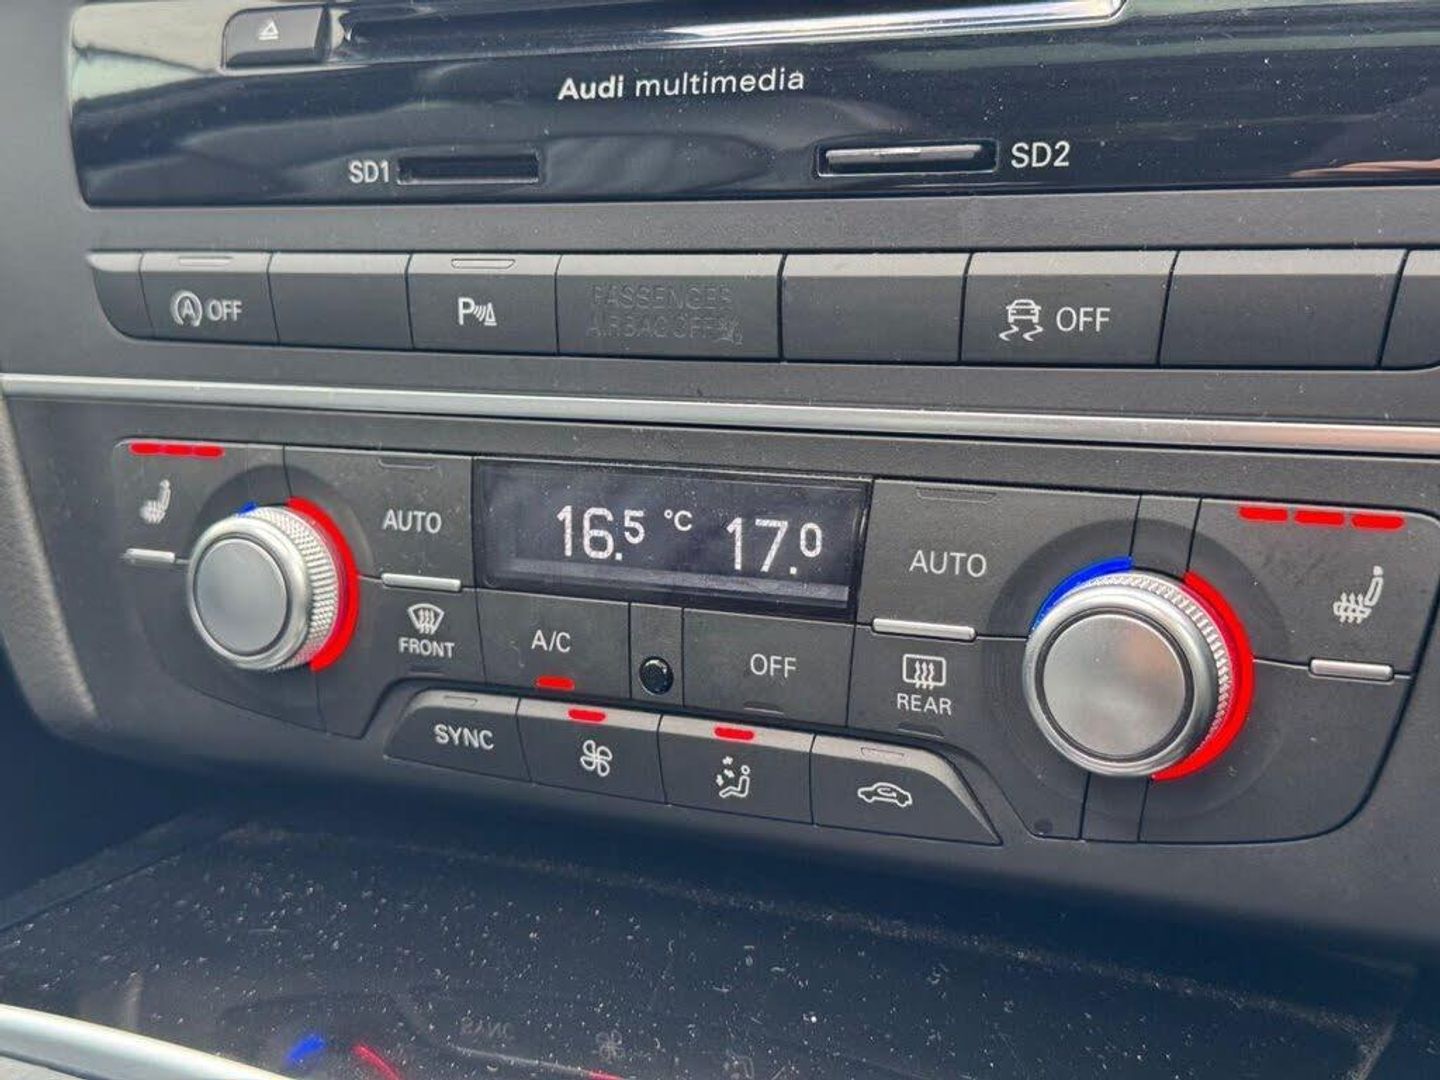 Audi multimedia
SD1
SD2
A OFF
P
PASSENGER
AIRBAG OFF
OFF
AUTO
16.5 °C 17.0
AUTO
FRONT
A/C
OFF
REAR
SYNC